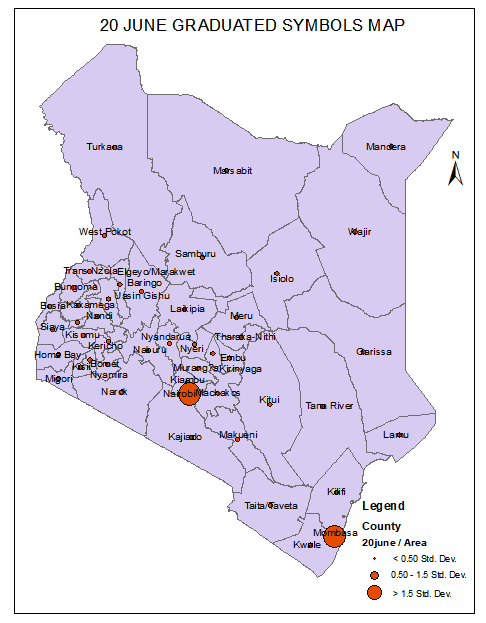 20 JUNE GRADUATED SYMBOLS MAP
Turkana
Mandera
N
Marsabit
West Pokot
Wajir
Samburu
Trans Nzoia
Elgeyo/Marakwet
Isiolo
Baringo
Bungoma
Uasin Gishu
Busia
Kakamega
Laikipia
Nandi
Meru
Siaya
Kisumu
Nyandarua
Tharaka-Nithi
Kericho
Nakuru
Nyeri
Garissa
Homa Bay
Embu
Kisii
Bomet
Murang'a
Kirinyaga
Nyamira
Migori
Kiambu
Narok
Nairobi
Machakos
Kitui
Tana River
Kajiado
Makueni
Lamu
Kilifi
Taita/Taveta
Legend
County
Mombasa
20june / Area
Kwale
< 0.50 Std. Dev.
0.50 - 1.5 Std. Dev.
> 1.5 Std. Dev.